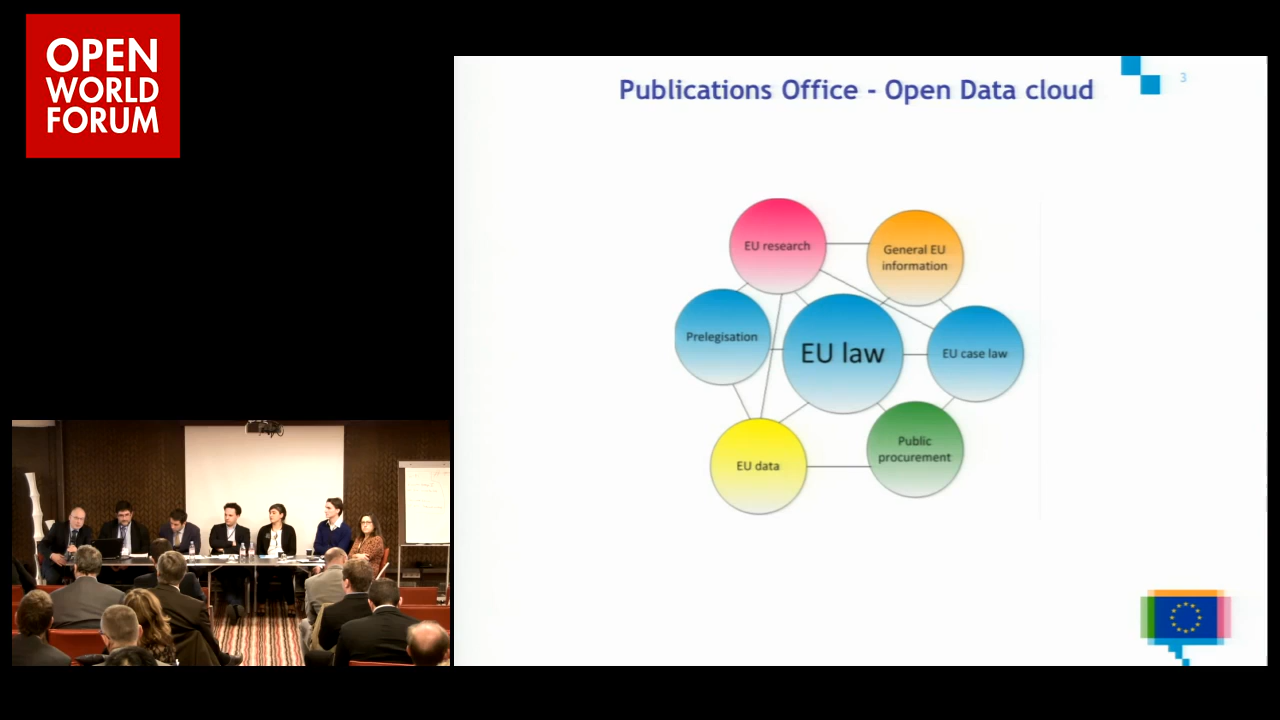 OPEN
WORLD
FORUM
Publications Office - Open Data cloud
3
EU research
General EU
information
Prelegisation
EU law
EU case law
EU data
Public
procurement